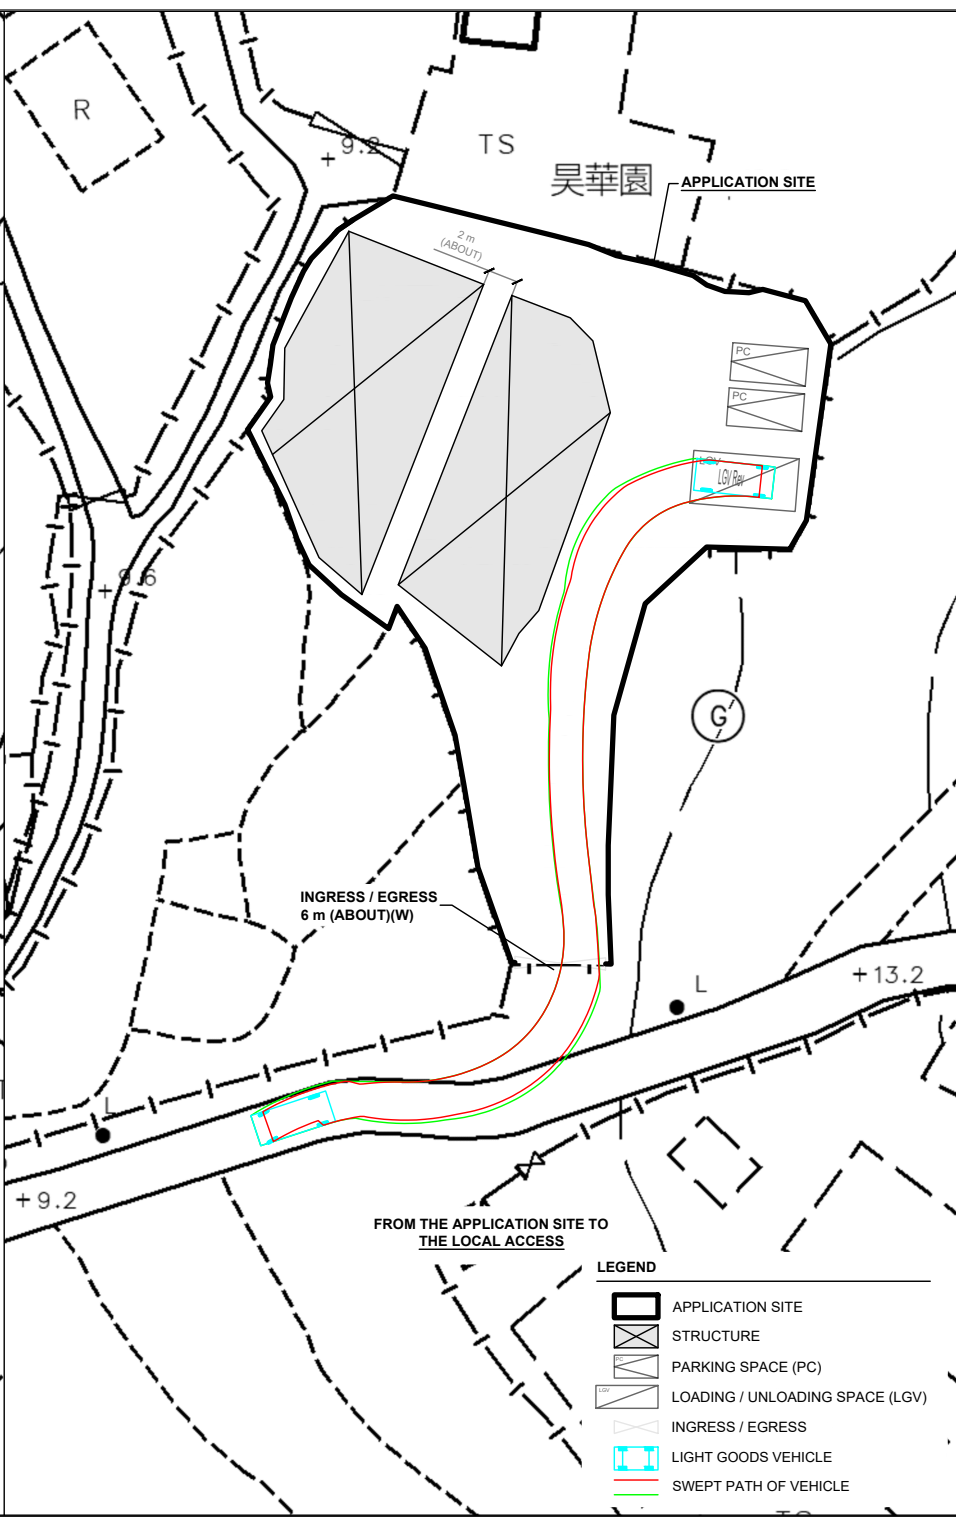 R
9.2
TS
昊華園
APPLICATION SITE
2 m
(ABOUT)
PC
PC
LGV
LGV Rev
9.6
G
INGRESS / EGRESS
6 m (ABOUT)(W)
L
+13.2
L
+9.2
FROM THE APPLICATION SITE TO
THE LOCAL ACCESS
LEGEND
APPLICATION SITE
STRUCTURE
PC
PARKING SPACE (PC)
LGV
LOADING / UNLOADING SPACE (LGV)
INGRESS / EGRESS
LIGHT GOODS VEHICLE
SWEPT PATH OF VEHICLE